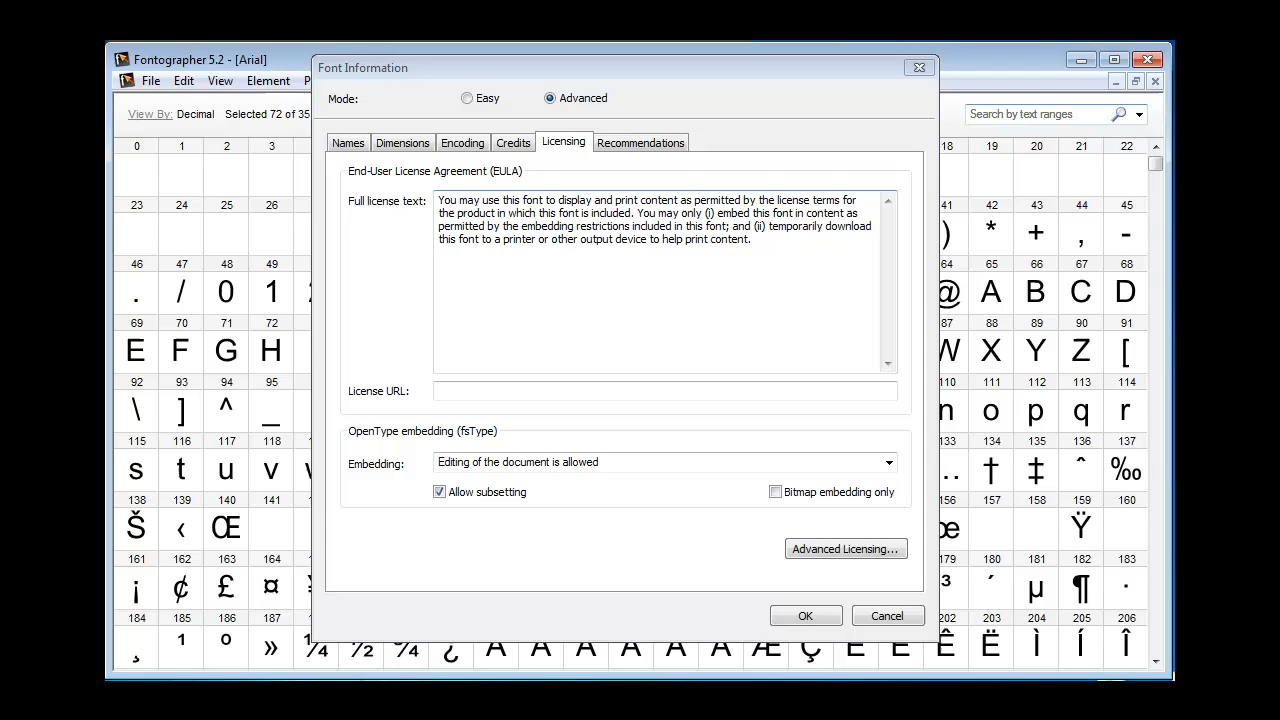 Fontographer 5.2 - [Arial]
File Edit View Element
View By: Decimal Selected 72 of 35
Search by text ranges
Font Information
Mode: Easy Advanced
Names Dimensions Encoding Credits Licensing Recommendations
End-User License Agreement (EULA)
Full license text:
You may use this font to display and print content as permitted by the license terms for
the product in which this font is included. You may only (i) embed this font in content as
permitted by the embedding restrictions included in this font; and (ii) temporarily download
this font to a printer or other output device to help print content.
License URL:
OpenType embedding (fsType)
Embedding: Editing of the document is allowed
Allow subsetting Bitmap embedding only
Advanced Licensing...
OK Cancel
0 1 2 3 18 19 20 21 22
23 24 25 26 41 42 43 44 45
) * + , -
46 47 48 49 64 65 66 67 68
. / 0 1 @ A B C D
69 70 71 72 87 88 89 90 91
E F G H W X Y Z [
92 93 94 95 110 111 112 113 114
\ ] ^ _ n o p q r
115 116 117 118 133 134 135 136 137
s t u v † ‡ ˆ ‰
138 139 140 141 156 157 158 159 160
Š ‹ Œ œ Ÿ
161 162 163 164 179 180 181 182 183
¡ ¢ £ ¤ ³ ´ µ ¶ ·
184 185 186 187 202 203 204 205 206
¸ ¹ º » ¼ ½ ¾ ¿ Ê Ë Ì Í Î